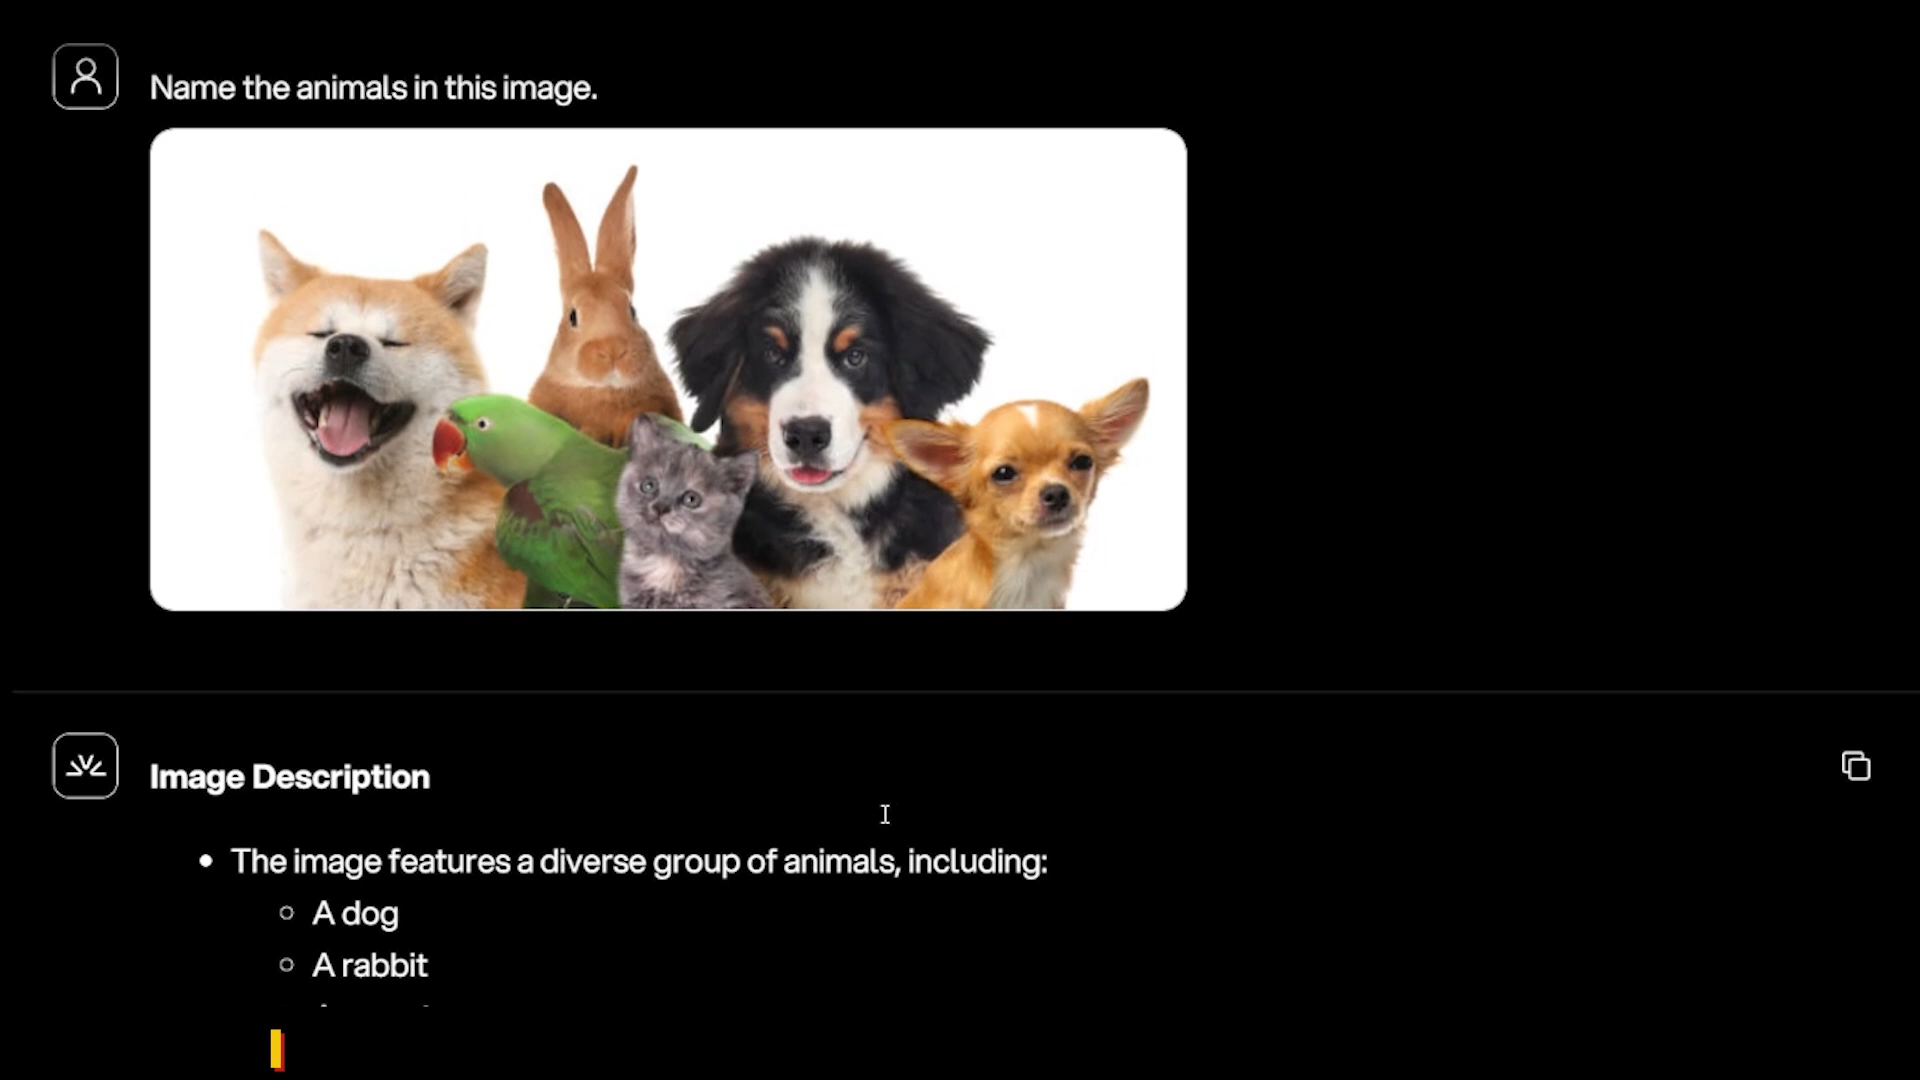 Name the animals in this image.
Image Description
The image features a diverse group of animals, including:
A dog
A rabbit